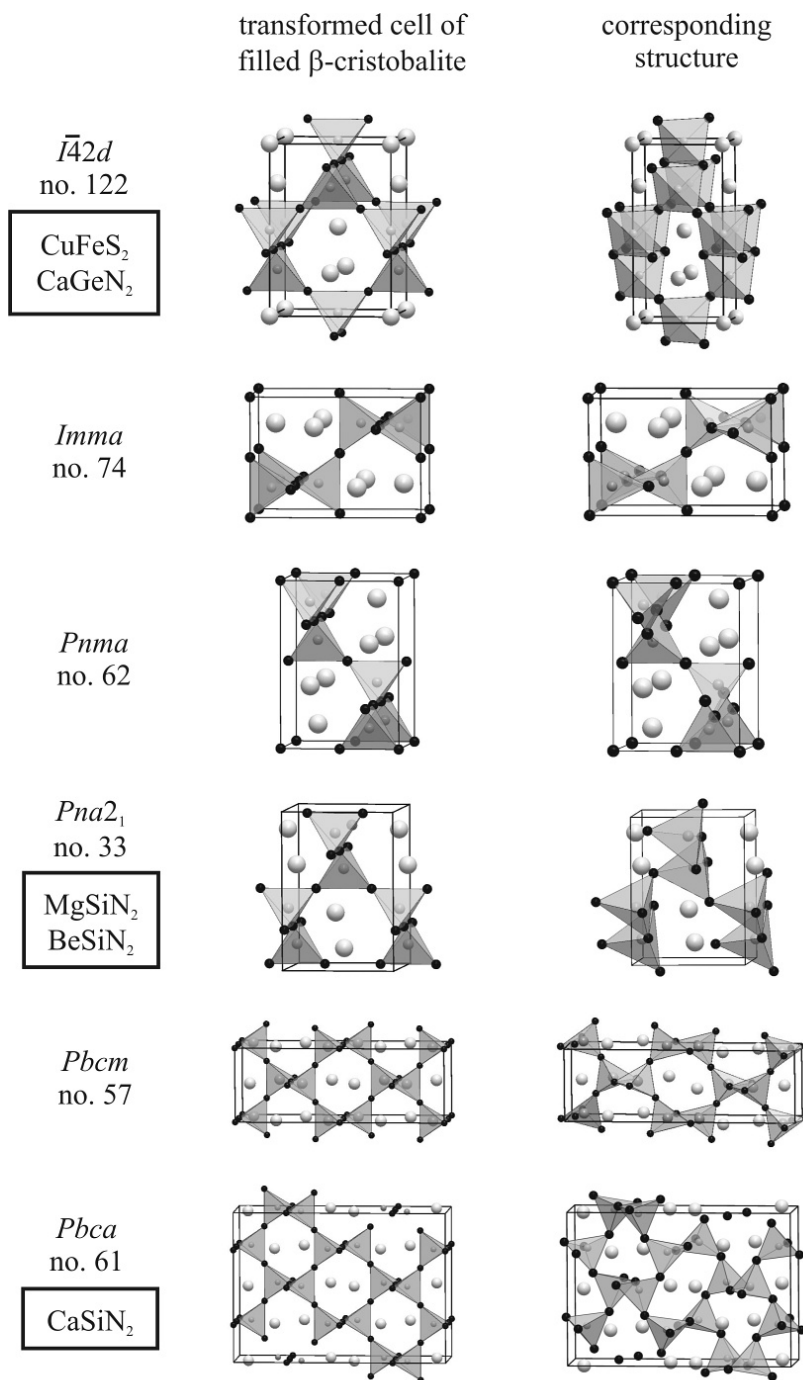 transformed cell of
filled β-cristobalite
corresponding
structure
I4̅2d
no. 122
CuFeS₂
CaGeN₂
Imma
no. 74
Pnma
no. 62
Pna2₁
no. 33
MgSiN₂
BeSiN₂
Pbcm
no. 57
Pbca
no. 61
CaSiN₂